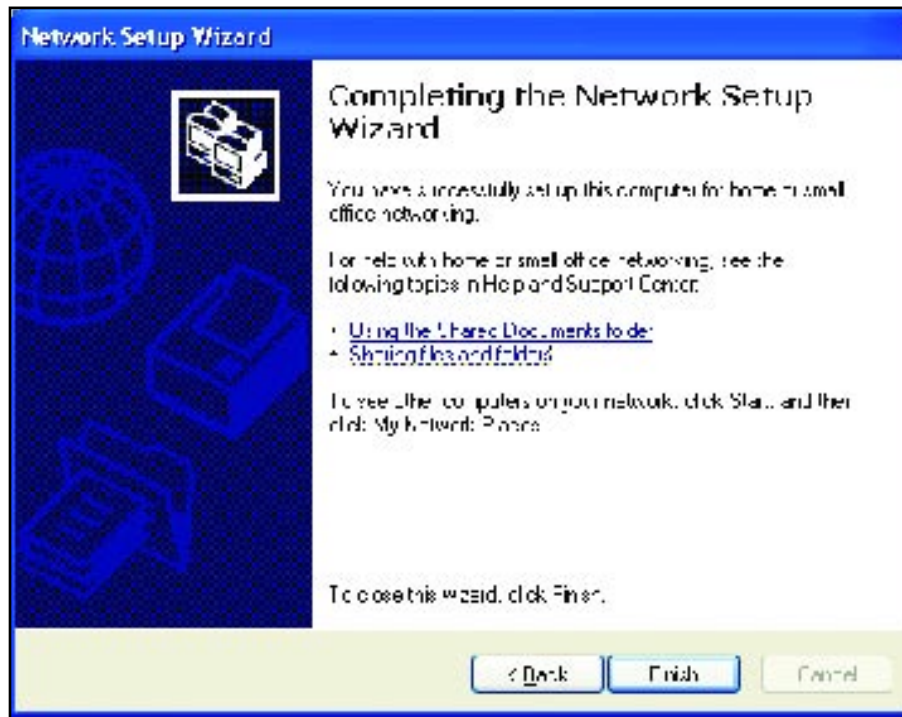 Network Setup Wizard
Completing the Network Setup
Wizard
You have successfully set up this computer for home or small
office networking.
For help with home or small office networking, see the
following topics in Help and Support Center:
• Using the Shared Documents folder
• Sharing files and folders
To see other computers on your network, click Start, and then
click My Network Places.
To close this wizard, click Finish.
< Back
Finish
Cancel